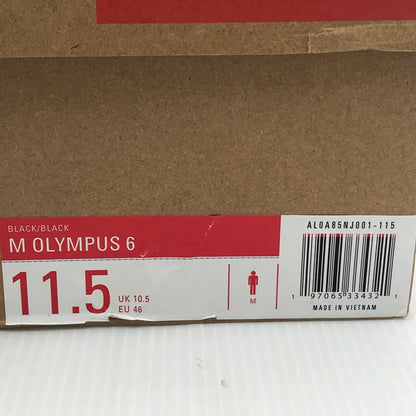 BLACK/BLACK
M OLYMPUS 6
11.5
UK 10.5
EU 46
M
AL0A85NJ001-115
1 97065 33432 1
MADE IN VIETNAM